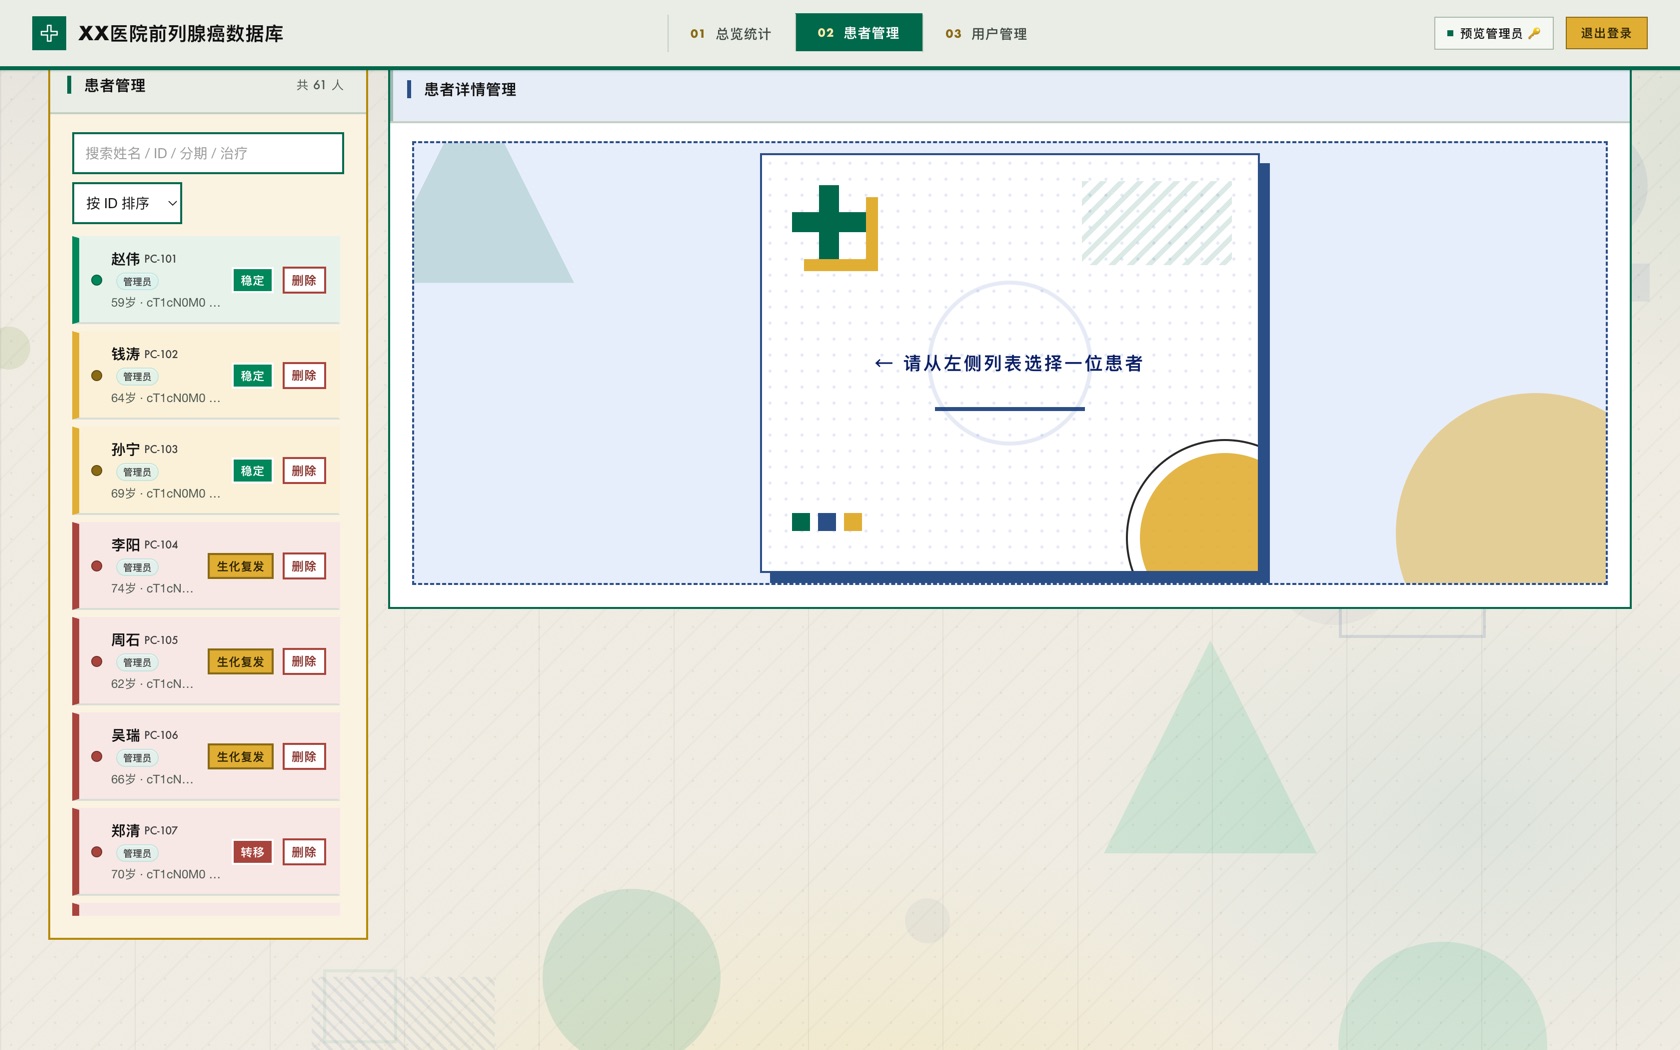 XX医院前列腺癌数据库
01 总览统计
02 患者管理
03 用户管理
预览管理员 🔑
退出登录
患者管理
共 61 人
搜索姓名 / ID / 分期 / 治疗
按 ID 排序
赵伟 PC-101
管理员
59岁 · cT1cN0M0 ...
稳定
删除
钱涛 PC-102
管理员
64岁 · cT1cN0M0 ...
稳定
删除
孙宁 PC-103
管理员
69岁 · cT1cN0M0 ...
稳定
删除
李阳 PC-104
管理员
74岁 · cT1cN...
生化复发
删除
周石 PC-105
管理员
62岁 · cT1cN...
生化复发
删除
吴瑞 PC-106
管理员
66岁 · cT1cN...
生化复发
删除
郑清 PC-107
管理员
70岁 · cT1cN0M0 ...
转移
删除
患者详情管理
← 请从左侧列表选择一位患者